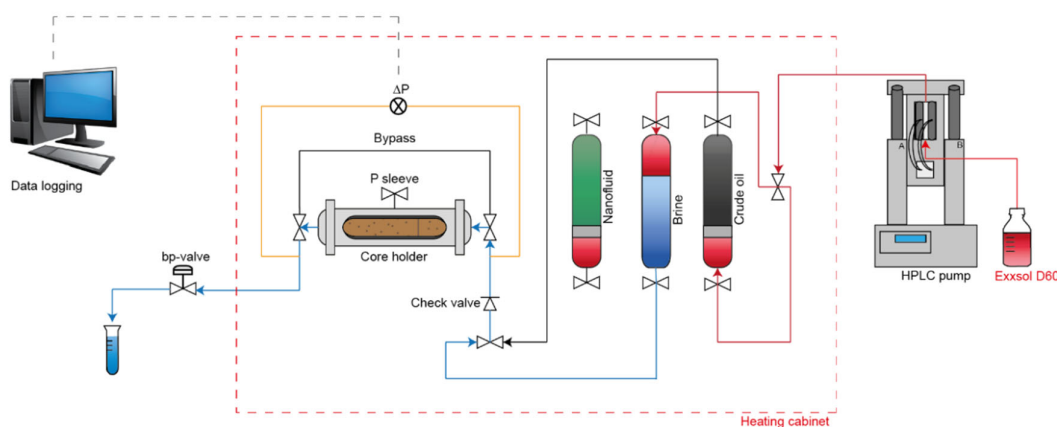 ΔP
Bypass
Data logging
P sleeve
Core holder
bp-valve
Check valve
Nanofluid
Brine
Crude oil
A
B
HPLC pump
Exxsol D60
Heating cabinet